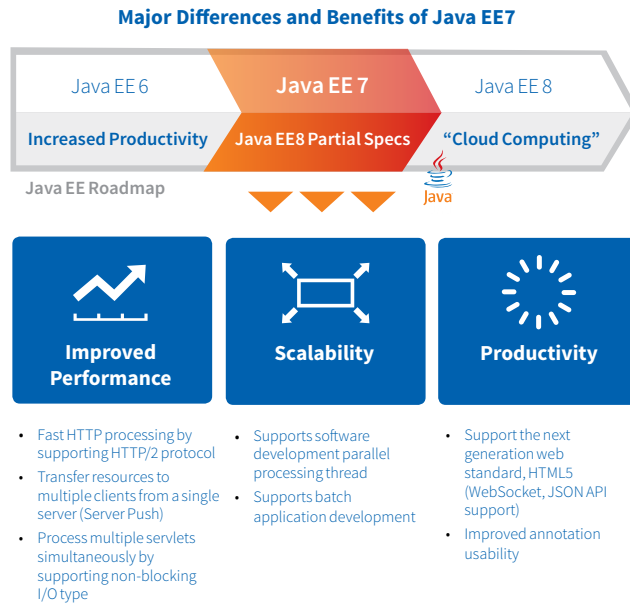 Major Differences and Benefits of Java EE7
Java EE 6
Java EE 7
Java EE 8
Increased Productivity
Java EE8 Partial Specs
“Cloud Computing”
Java EE Roadmap
Java
Improved
Performance
Scalability
Productivity
• Fast HTTP processing by
supporting HTTP/2 protocol
• Transfer resources to
multiple clients from a single
server (Server Push)
• Process multiple servlets
simultaneously by
supporting non-blocking
I/O type
• Supports software
development parallel
processing thread
• Supports batch
application development
• Support the next
generation web
standard, HTML5
(WebSocket, JSON API
support)
• Improved annotation
usability